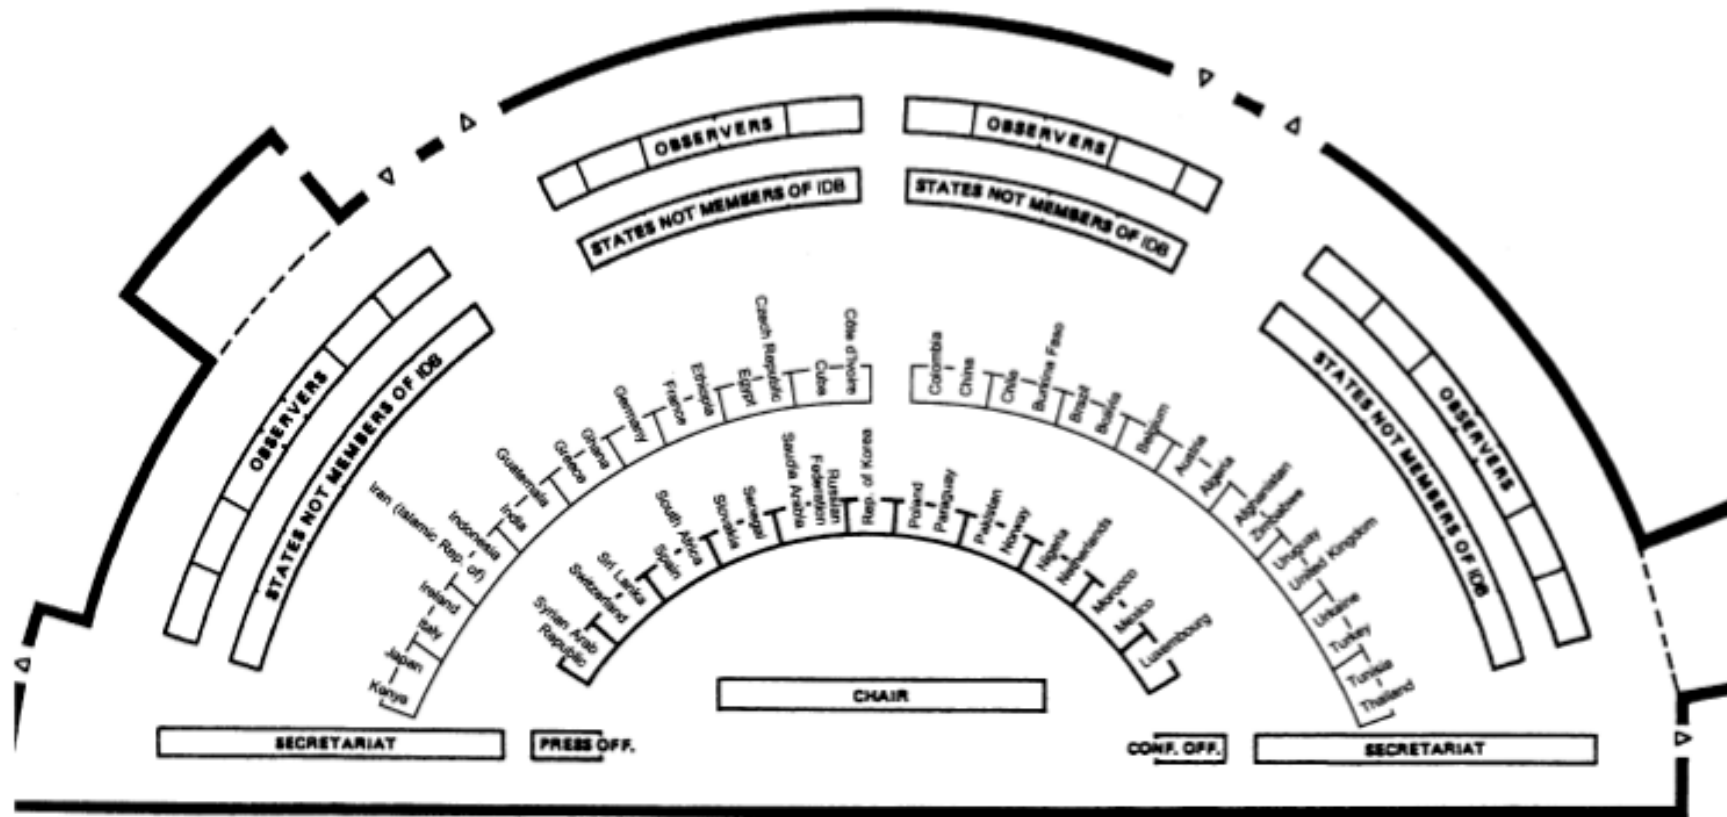 OBSERVERS
OBSERVERS
STATES NOT MEMBERS OF IDB
STATES NOT MEMBERS OF IDB
OBSERVERS
STATES NOT MEMBERS OF IDB
OBSERVERS
STATES NOT MEMBERS OF IDB
Kenya
Japan
Italy
Ireland
Iran (Islamic Rep. of)
Indonesia
India
Guatemala
Greece
Ghana
Germany
France
Ethiopia
Egypt
Czech Republic
Cuba
Côte d'Ivoire
Colombia
China
Chile
Burkina Faso
Brazil
Bolivia
Belgium
Austria
Algeria
Afghanistan
Zimbabwe
Uruguay
United Kingdom
Urkaine
Turkey
Tunisia
Thailand
Syrian Arab
Republic
Switzerland
Sri Lanka
Spain
South Africa
Slovakia
Senegal
Saudia Arabia
Russian
Federation
Rep. of Korea
Poland
Paraguay
Pakistan
Norway
Nigeria
Netherlands
Morocco
Mexico
Luxembourg
CHAIR
SECRETARIAT
PRESS OFF.
CONF. OFF.
SECRETARIAT